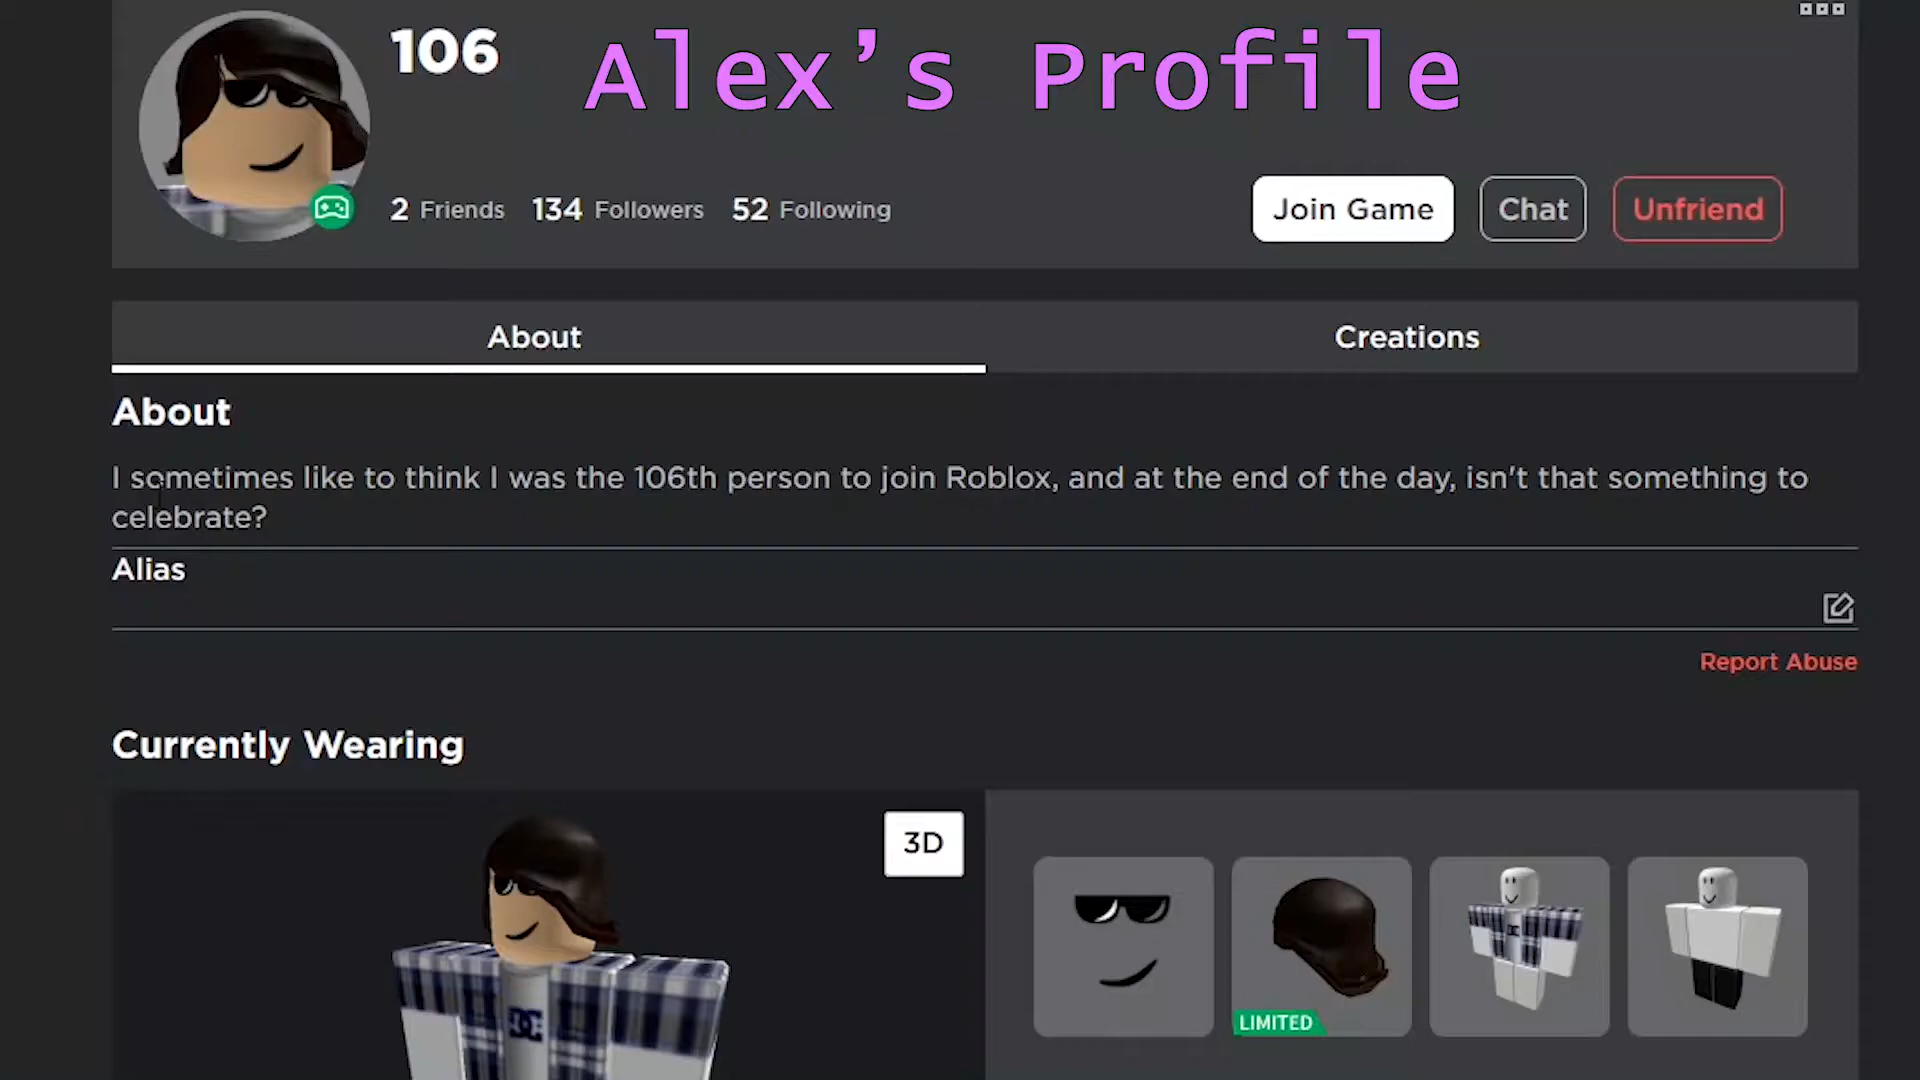 106
Alex's Profile
2 Friends 134 Followers 52 Following
Join Game
Chat
Unfriend
About
Creations
About
I sometimes like to think I was the 106th person to join Roblox, and at the end of the day, isn't that something to
celebrate?
Alias
Report Abuse
Currently Wearing
3D
DC
LIMITED
DC